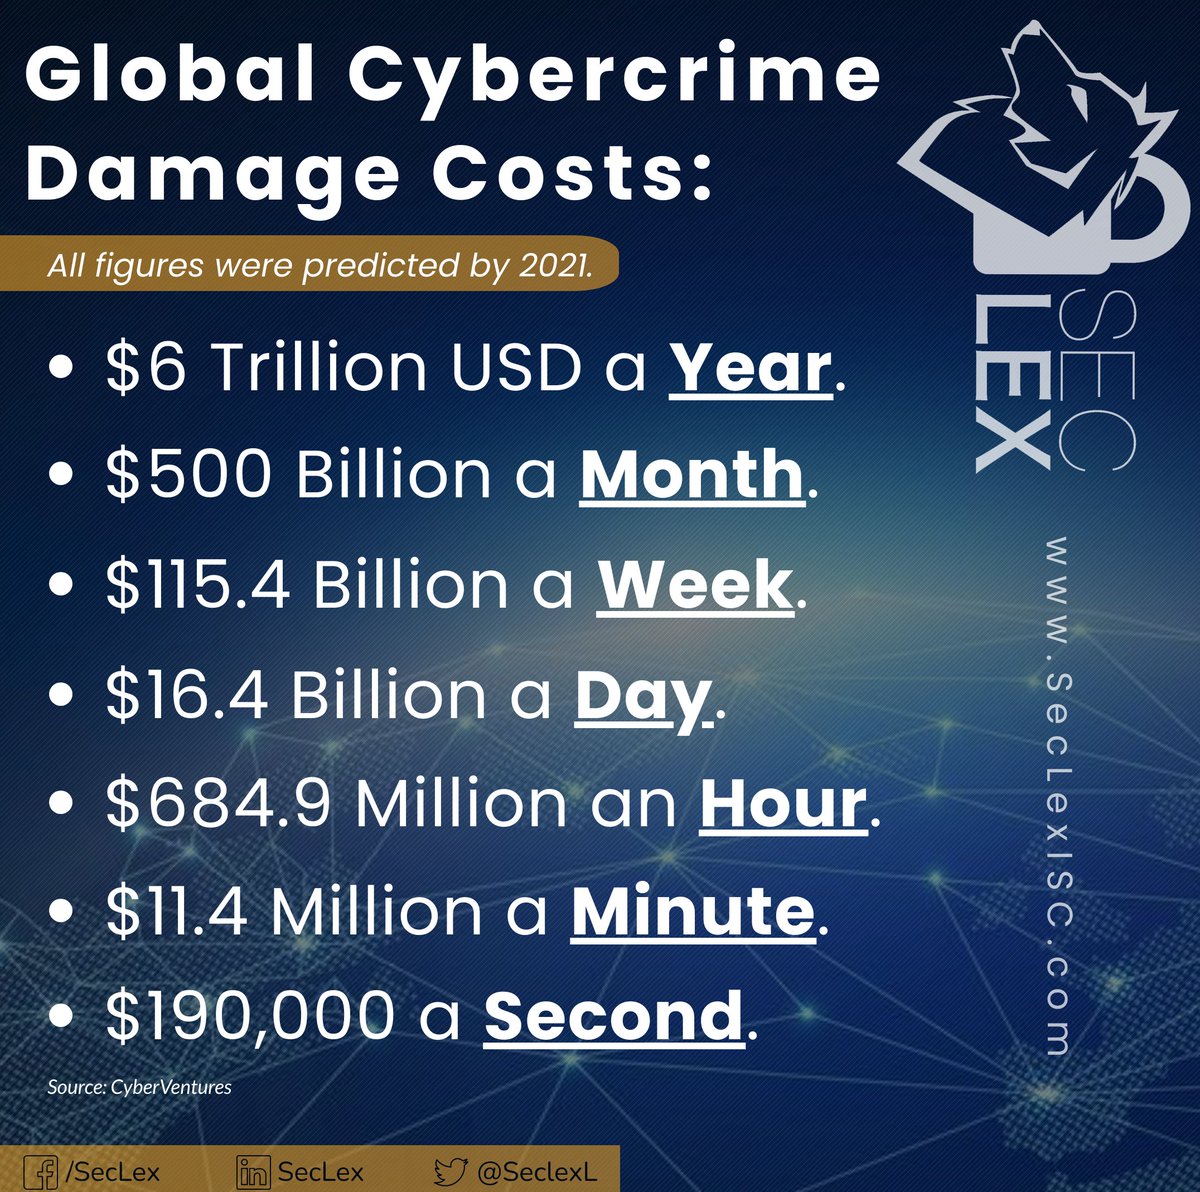 Global Cybercrime
Damage Costs:
All figures were predicted by 2021.
• $6 Trillion USD a Year.
• $500 Billion a Month.
• $115.4 Billion a Week.
• $16.4 Billion a Day.
• $684.9 Million an Hour.
• $11.4 Million a Minute.
• $190,000 a Second.
Source: CyberVentures
/SecLex
SecLex
@SeclexL
SEC
LEX
www.SecLexISC.com